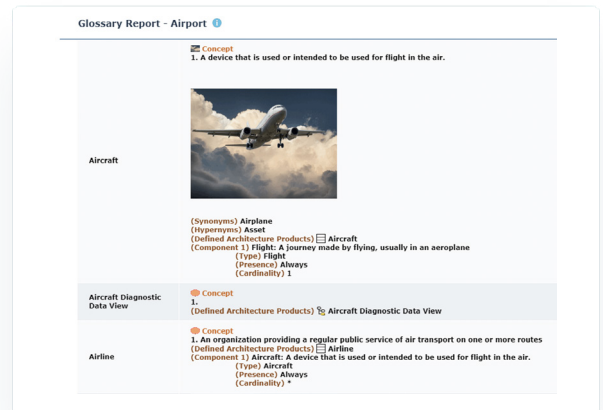 Glossary Report - Airport
Concept
1. A device that is used or intended to be used for flight in the air.
Aircraft
(Synonyms) Airplane
(Hypernyms) Asset
(Defined Architecture Products) Aircraft
(Component 1) Flight: A journey made by flying, usually in an aeroplane
(Type) Flight
(Presence) Always
(Cardinality) 1
Aircraft Diagnostic
Data View
Concept
1.
(Defined Architecture Products) Aircraft Diagnostic Data View
Airline
Concept
1. An organization providing a regular public service of air transport on one or more routes
(Defined Architecture Products) Airline
(Component 1) Aircraft: A device that is used or intended to be used for flight in the air.
(Type) Aircraft
(Presence) Always
(Cardinality) *